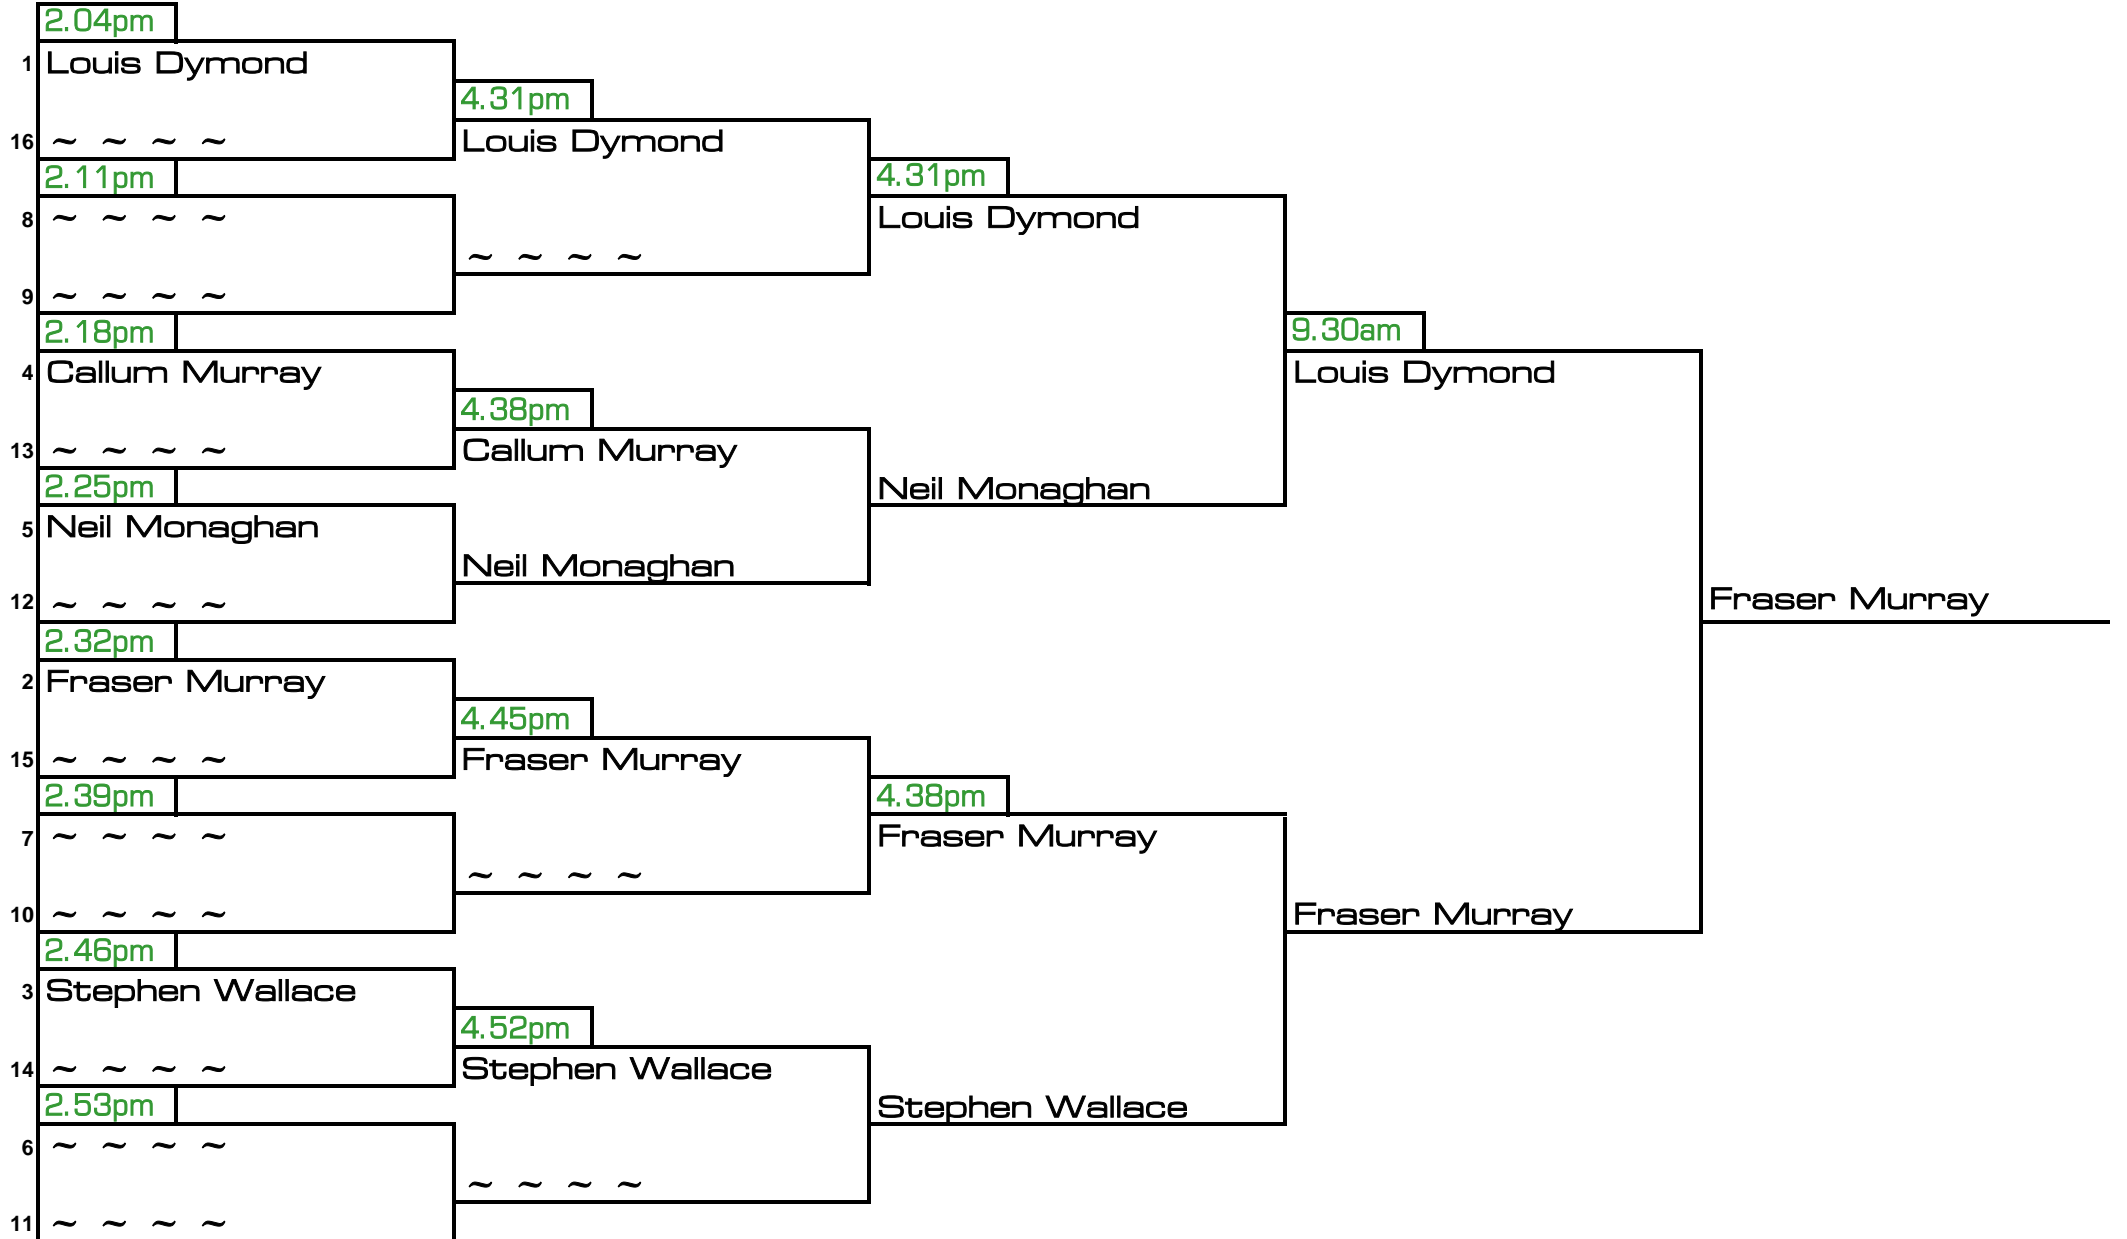 2.04pm
1 Louis Dymond
4.31pm
16 ~ ~ ~ ~
Louis Dymond
2.11pm
4.31pm
8 ~ ~ ~ ~
Louis Dymond
~ ~ ~ ~
9 ~ ~ ~ ~
2.18pm
9.30am
4 Callum Murray
Louis Dymond
4.38pm
13 ~ ~ ~ ~
Callum Murray
2.25pm
Neil Monaghan
5 Neil Monaghan
Neil Monaghan
12 ~ ~ ~ ~
Fraser Murray
2.32pm
2 Fraser Murray
4.45pm
15 ~ ~ ~ ~
Fraser Murray
2.39pm
4.38pm
7 ~ ~ ~ ~
Fraser Murray
~ ~ ~ ~
10 ~ ~ ~ ~
Fraser Murray
2.46pm
3 Stephen Wallace
4.52pm
14 ~ ~ ~ ~
Stephen Wallace
2.53pm
Stephen Wallace
6 ~ ~ ~ ~
~ ~ ~ ~
11 ~ ~ ~ ~